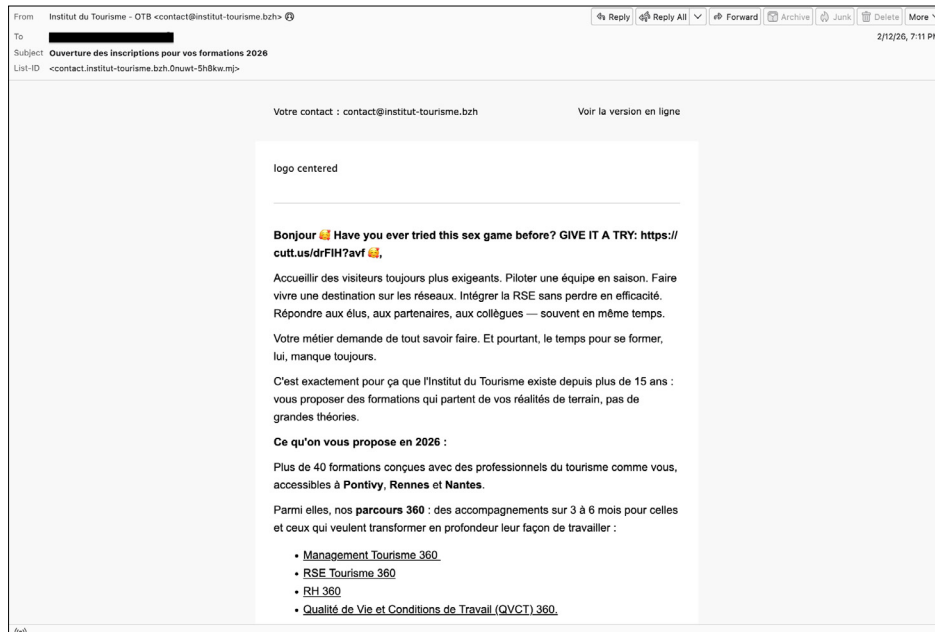 From Institut du Tourisme - OTB <contact@institut-tourisme.bzh>
Reply Reply All Forward Archive Junk Delete More
To
2/12/26, 7:11 PM
Subject Ouverture des inscriptions pour vos formations 2026
List-ID <contact.institut-tourisme.bzh.0nuwt-5h8kw.mj>
Votre contact : contact@institut-tourisme.bzh Voir la version en ligne
logo centered
Bonjour 🥰 Have you ever tried this sex game before? GIVE IT A TRY: https://
cutt.us/drFIH?avf 🥰,
Accueillir des visiteurs toujours plus exigeants. Piloter une équipe en saison. Faire
vivre une destination sur les réseaux. Intégrer la RSE sans perdre en efficacité.
Répondre aux élus, aux partenaires, aux collègues — souvent en même temps.
Votre métier demande de tout savoir faire. Et pourtant, le temps pour se former,
lui, manque toujours.
C'est exactement pour ça que l'Institut du Tourisme existe depuis plus de 15 ans :
vous proposer des formations qui partent de vos réalités de terrain, pas de
grandes théories.
Ce qu'on vous propose en 2026 :
Plus de 40 formations conçues avec des professionnels du tourisme comme vous,
accessibles à Pontivy, Rennes et Nantes.
Parmi elles, nos parcours 360 : des accompagnements sur 3 à 6 mois pour celles
et ceux qui veulent transformer en profondeur leur façon de travailler :
• Management Tourisme 360
• RSE Tourisme 360
• RH 360
• Qualité de Vie et Conditions de Travail (QVCT) 360.